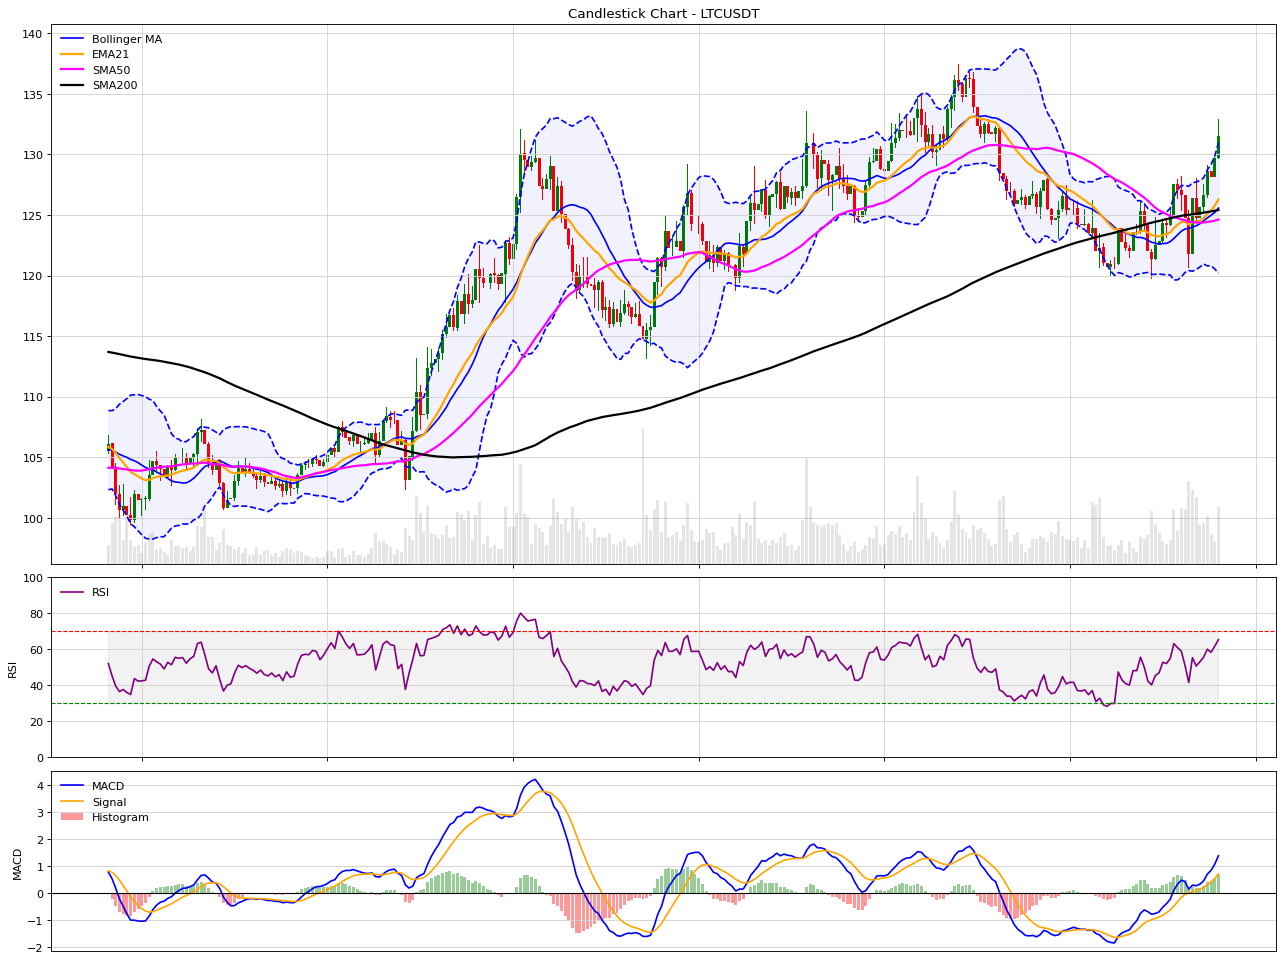 Candlestick Chart - LTCUSDT
140
135
130
125
120
115
110
105
100
Bollinger MA
EMA21
SMA50
SMA200
100
80
60
40
20
0
RSI
RSI
4
3
2
1
0
−1
−2
MACD
MACD
Signal
Histogram